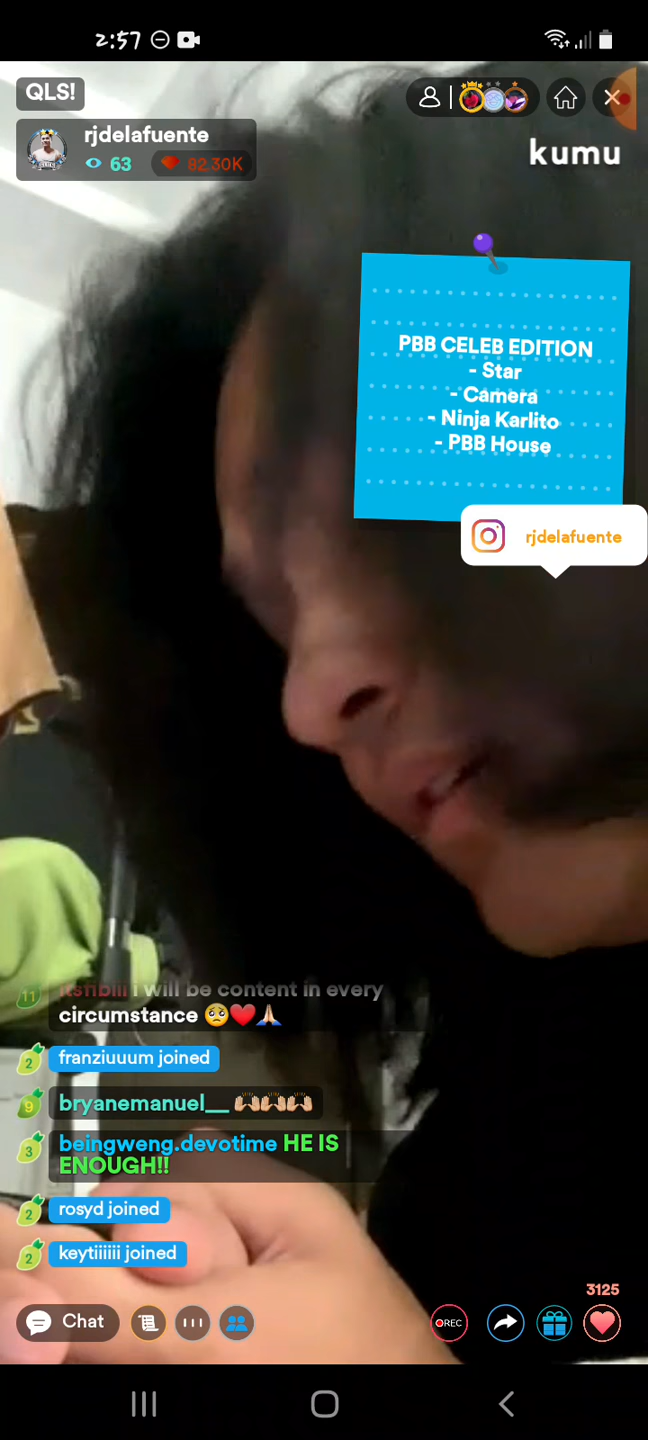 2:57
QLS!
rjdelafuente
63
82.30K
kumu
PBB CELEB EDITION
- Star
- Camera
- Ninja Karlito
- PBB House
rjdelafuente
11
itsfibiii i will be content in every
circumstance 🥺❤️🙏🏻
2 franziuuum joined
9 bryanemanuel__ 🙌🏼🙌🏼🙌🏼
3 beingweng.devotime HE IS
ENOUGH!!
2 rosyd joined
2 keytiiiiii joined
3125
Chat
REC